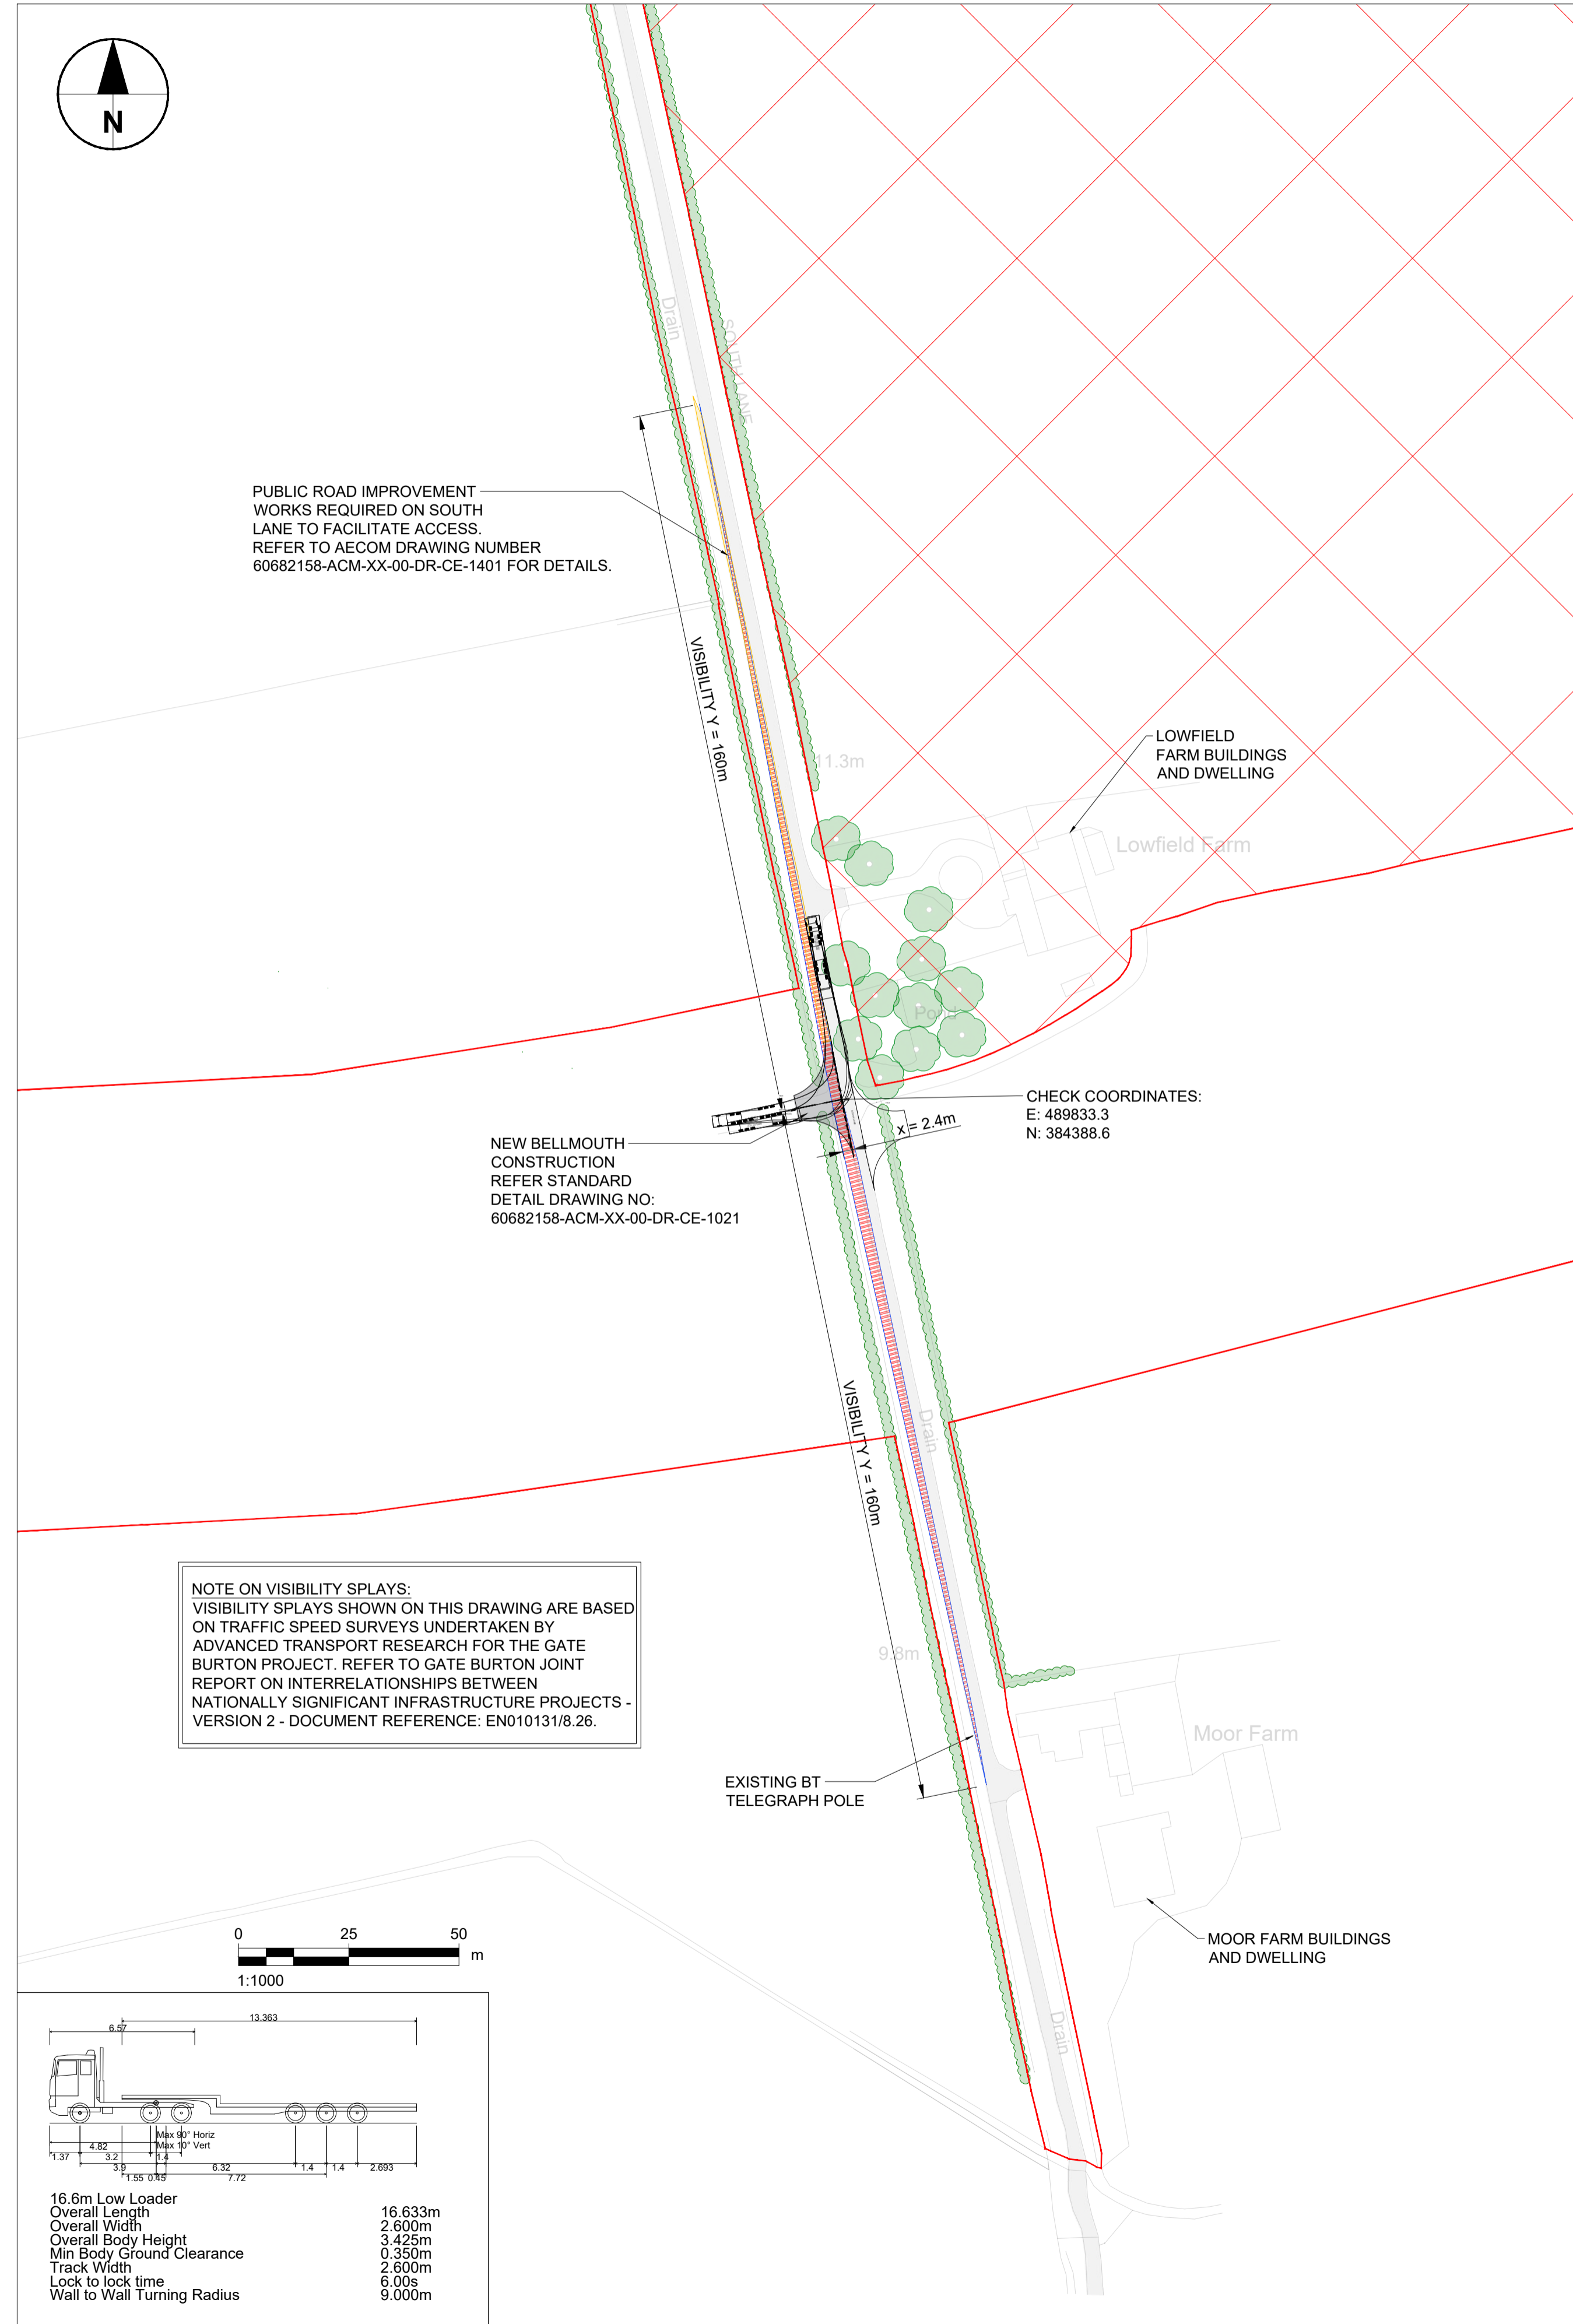 N
Drain
SOUTH LANE
PUBLIC ROAD IMPROVEMENT
WORKS REQUIRED ON SOUTH
LANE TO FACILITATE ACCESS.
REFER TO AECOM DRAWING NUMBER
60682158-ACM-XX-00-DR-CE-1401 FOR DETAILS.
VISIBILITY Y = 160m
11.3m
LOWFIELD
FARM BUILDINGS
AND DWELLING
Lowfield Farm
Pond
CHECK COORDINATES:
E: 489833.3
N: 384388.6
x = 2.4m
NEW BELLMOUTH
CONSTRUCTION
REFER STANDARD
DETAIL DRAWING NO:
60682158-ACM-XX-00-DR-CE-1021
VISIBILITY Y = 160m
Drain
NOTE ON VISIBILITY SPLAYS:
VISIBILITY SPLAYS SHOWN ON THIS DRAWING ARE BASED
ON TRAFFIC SPEED SURVEYS UNDERTAKEN BY
ADVANCED TRANSPORT RESEARCH FOR THE GATE
BURTON PROJECT. REFER TO GATE BURTON JOINT
REPORT ON INTERRELATIONSHIPS BETWEEN
NATIONALLY SIGNIFICANT INFRASTRUCTURE PROJECTS -
VERSION 2 - DOCUMENT REFERENCE: EN010131/8.26.
9.8m
Moor Farm
EXISTING BT
TELEGRAPH POLE
MOOR FARM BUILDINGS
AND DWELLING
Drain
0 25 50
m
1:1000
13.363
6.57
Max 90° Horiz
Max 10° Vert
4.82
1.37 3.2 1.4
3.9 6.32 1.4 1.4 2.693
1.55 0.45 7.72
16.6m Low Loader
Overall Length 16.633m
Overall Width 2.600m
Overall Body Height 3.425m
Min Body Ground Clearance 0.350m
Track Width 2.600m
Lock to lock time 6.00s
Wall to Wall Turning Radius 9.000m